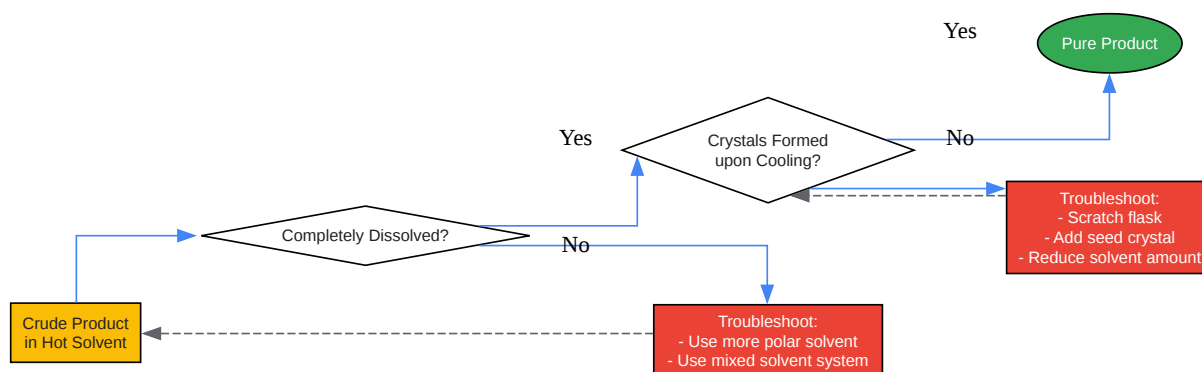 Yes
Pure Product
Yes
Crystals Formed
upon Cooling?
No
Troubleshoot:
- Scratch flask
- Add seed crystal
- Reduce solvent amount
Completely Dissolved?
No
Crude Product
in Hot Solvent
Troubleshoot:
- Use more polar solvent
- Use mixed solvent system